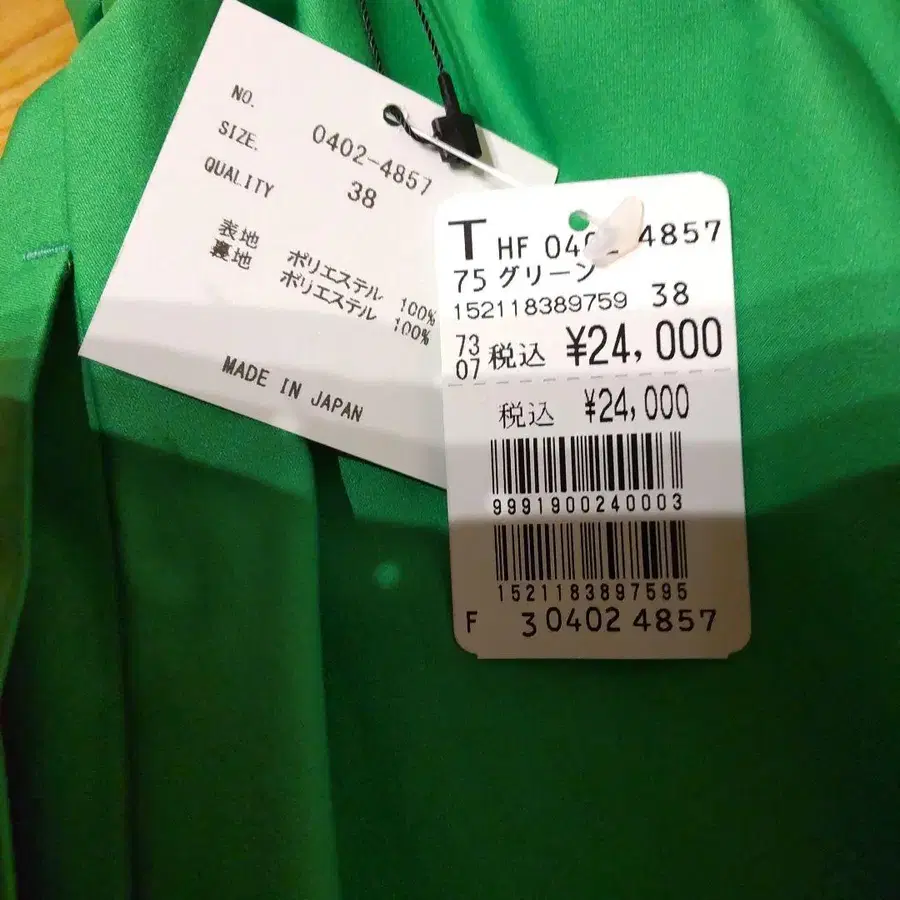 NO. 0402-4857
SIZE. 38
QUALITY
表地 ポリエステル 100%
裏地 ポリエステル 100%
MADE IN JAPAN
T HF 0402 4857
75 グリーン
152118389759 38
7307 税込 ¥24,000
税込 ¥24,000
9991900240003
1521183897595
F 3 0402 4857